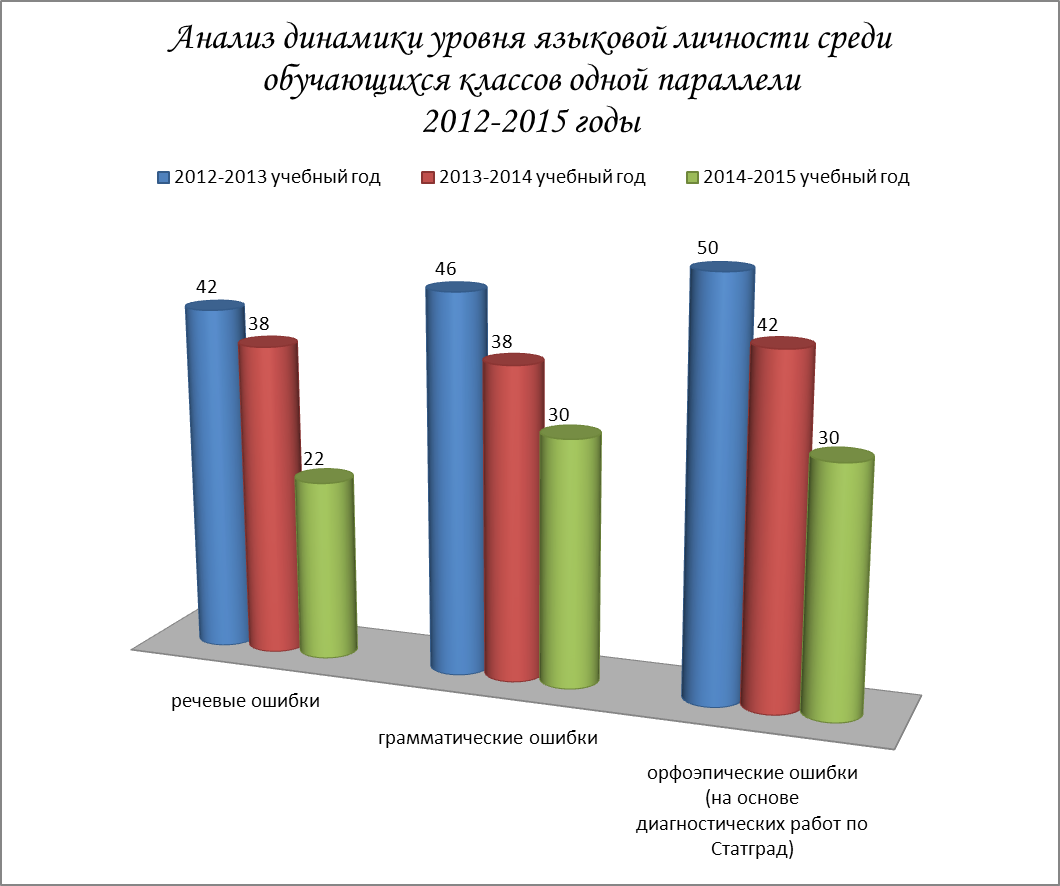 Анализ динамики уровня языковой личности среди
обучающихся классов одной параллели
2012-2015 годы
2012-2013 учебный год
2013-2014 учебный год
2014-2015 учебный год
42
38
22
46
38
30
50
42
30
речевые ошибки
грамматические ошибки
орфоэпические ошибки
(на основе
диагностических работ по
Статград)